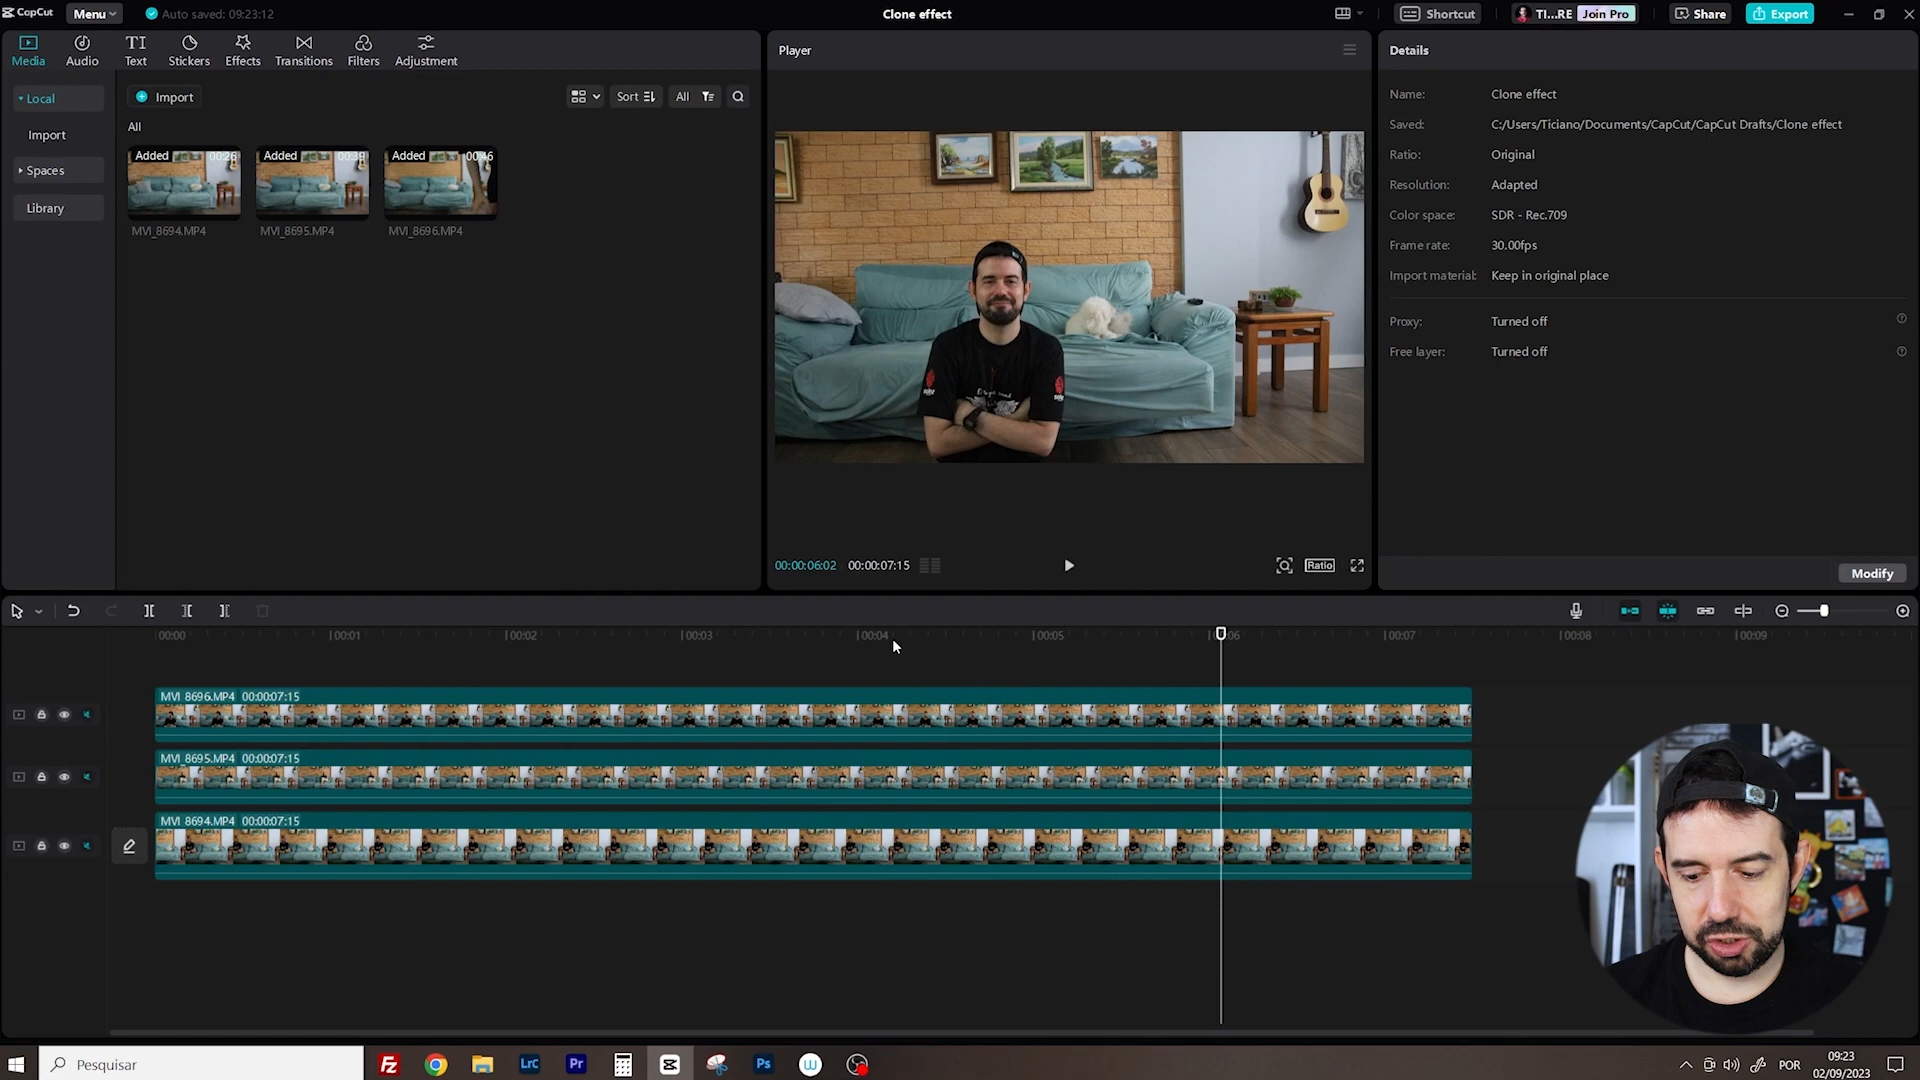 CapCut
Menu
Auto saved: 09:23:12
Clone effect
Shortcut
TI...RE
Join Pro
Share
Export
Media
Audio
TI
Text
Stickers
Effects
Transitions
Filters
Adjustment
Player
Details
Local
Import
Spaces
Library
Import
Sort
All
All
Added
00:26
Added
00:39
Added
00:46
MVI_8694.MP4
MVI_8695.MP4
MVI_8696.MP4
Name:
Clone effect
Saved:
C:/Users/Ticiano/Documents/CapCut/CapCut Drafts/Clone effect
Ratio:
Original
Resolution:
Adapted
Color space:
SDR - Rec.709
Frame rate:
30.00fps
Import material:
Keep in original place
Proxy:
Turned off
Free layer:
Turned off
Modify
00:00:06:02
00:00:07:15
Ratio
00:00
00:01
00:02
00:03
00:04
00:05
00:06
00:07
00:08
00:09
MVI_8696.MP4 00:00:07:15
MVI_8695.MP4 00:00:07:15
MVI_8694.MP4 00:00:07:15
Pesquisar
Fz
LrC
Pr
Ps
W
POR
09:23
02/09/2023